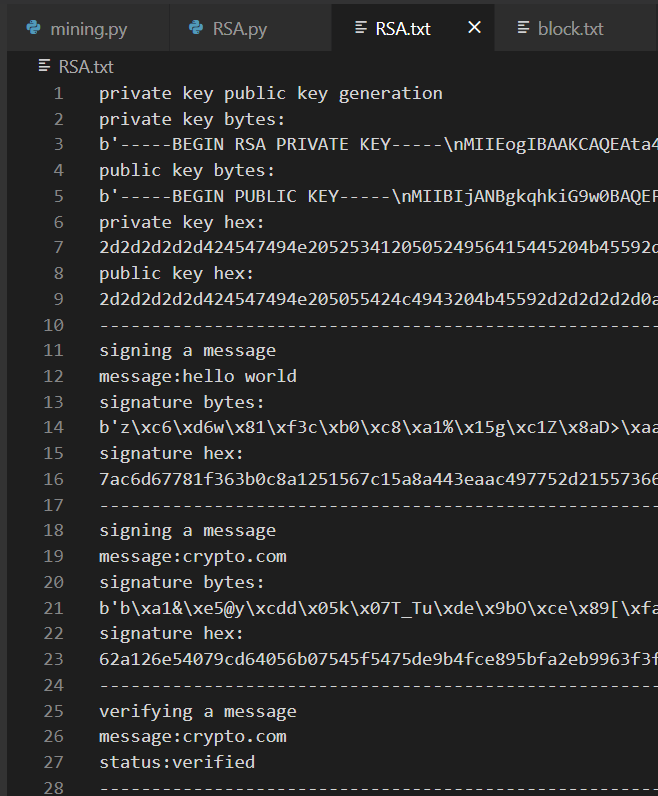 mining.py RSA.py RSA.txt × block.txt
RSA.txt
1 private key public key generation
2 private key bytes:
3 b'-----BEGIN RSA PRIVATE KEY-----\nMIIEogIBAAKCAQEAta4
4 public key bytes:
5 b'-----BEGIN PUBLIC KEY-----\nMIIBIjANBgkqhkiG9w0BAQEF
6 private key hex:
7 2d2d2d2d2d424547494e205253412050524956415445204b45592d
8 public key hex:
9 2d2d2d2d2d424547494e205055424c4943204b45592d2d2d2d2d0a
10 -----------------------------------------------------
11 signing a message
12 message:hello world
13 signature bytes:
14 b'z\xc6\xd6w\x81\xf3c\xb0\xc8\xa1%\x15g\xc1Z\x8aD>\xaa
15 signature hex:
16 7ac6d67781f363b0c8a1251567c15a8a443eaac497752d21557366
17 -----------------------------------------------------
18 signing a message
19 message:crypto.com
20 signature bytes:
21 b'b\xa1&\xe5@y\xcdd\x05k\x07T_Tu\xde\x9bO\xce\x89[\xfa
22 signature hex:
23 62a126e54079cd64056b07545f5475de9b4fce895bfa2eb9963f3f
24 -----------------------------------------------------
25 verifying a message
26 message:crypto.com
27 status:verified
28 -----------------------------------------------------